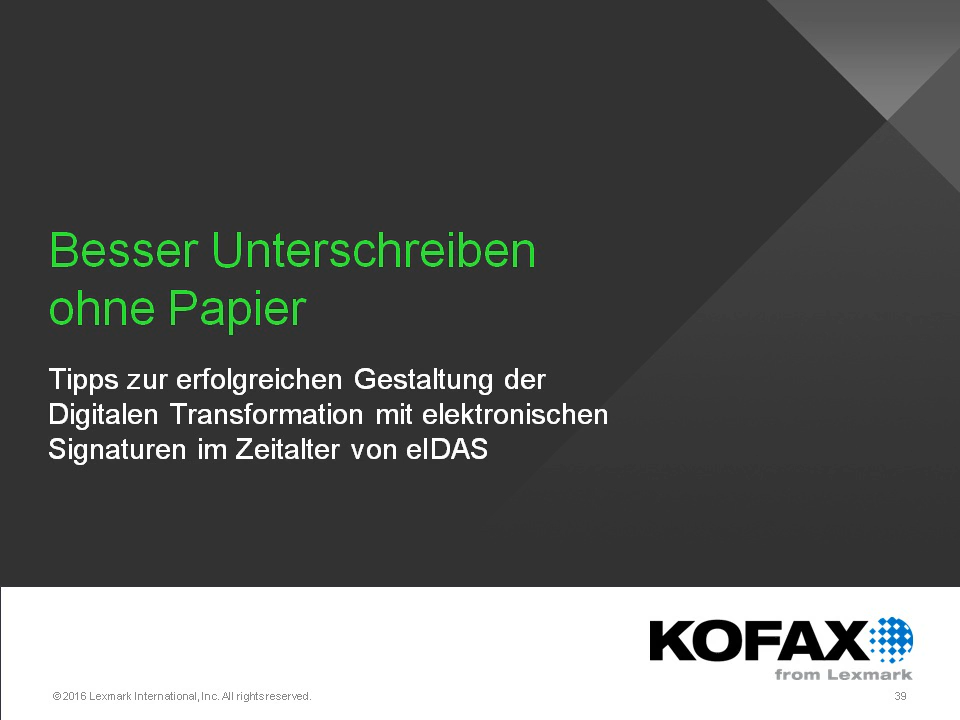 Besser Unterschreiben
ohne Papier
Tipps zur erfolgreichen Gestaltung der
Digitalen Transformation mit elektronischen
Signaturen im Zeitalter von eIDAS
KOFAX
from Lexmark
© 2016 Lexmark International, Inc. All rights reserved.
39